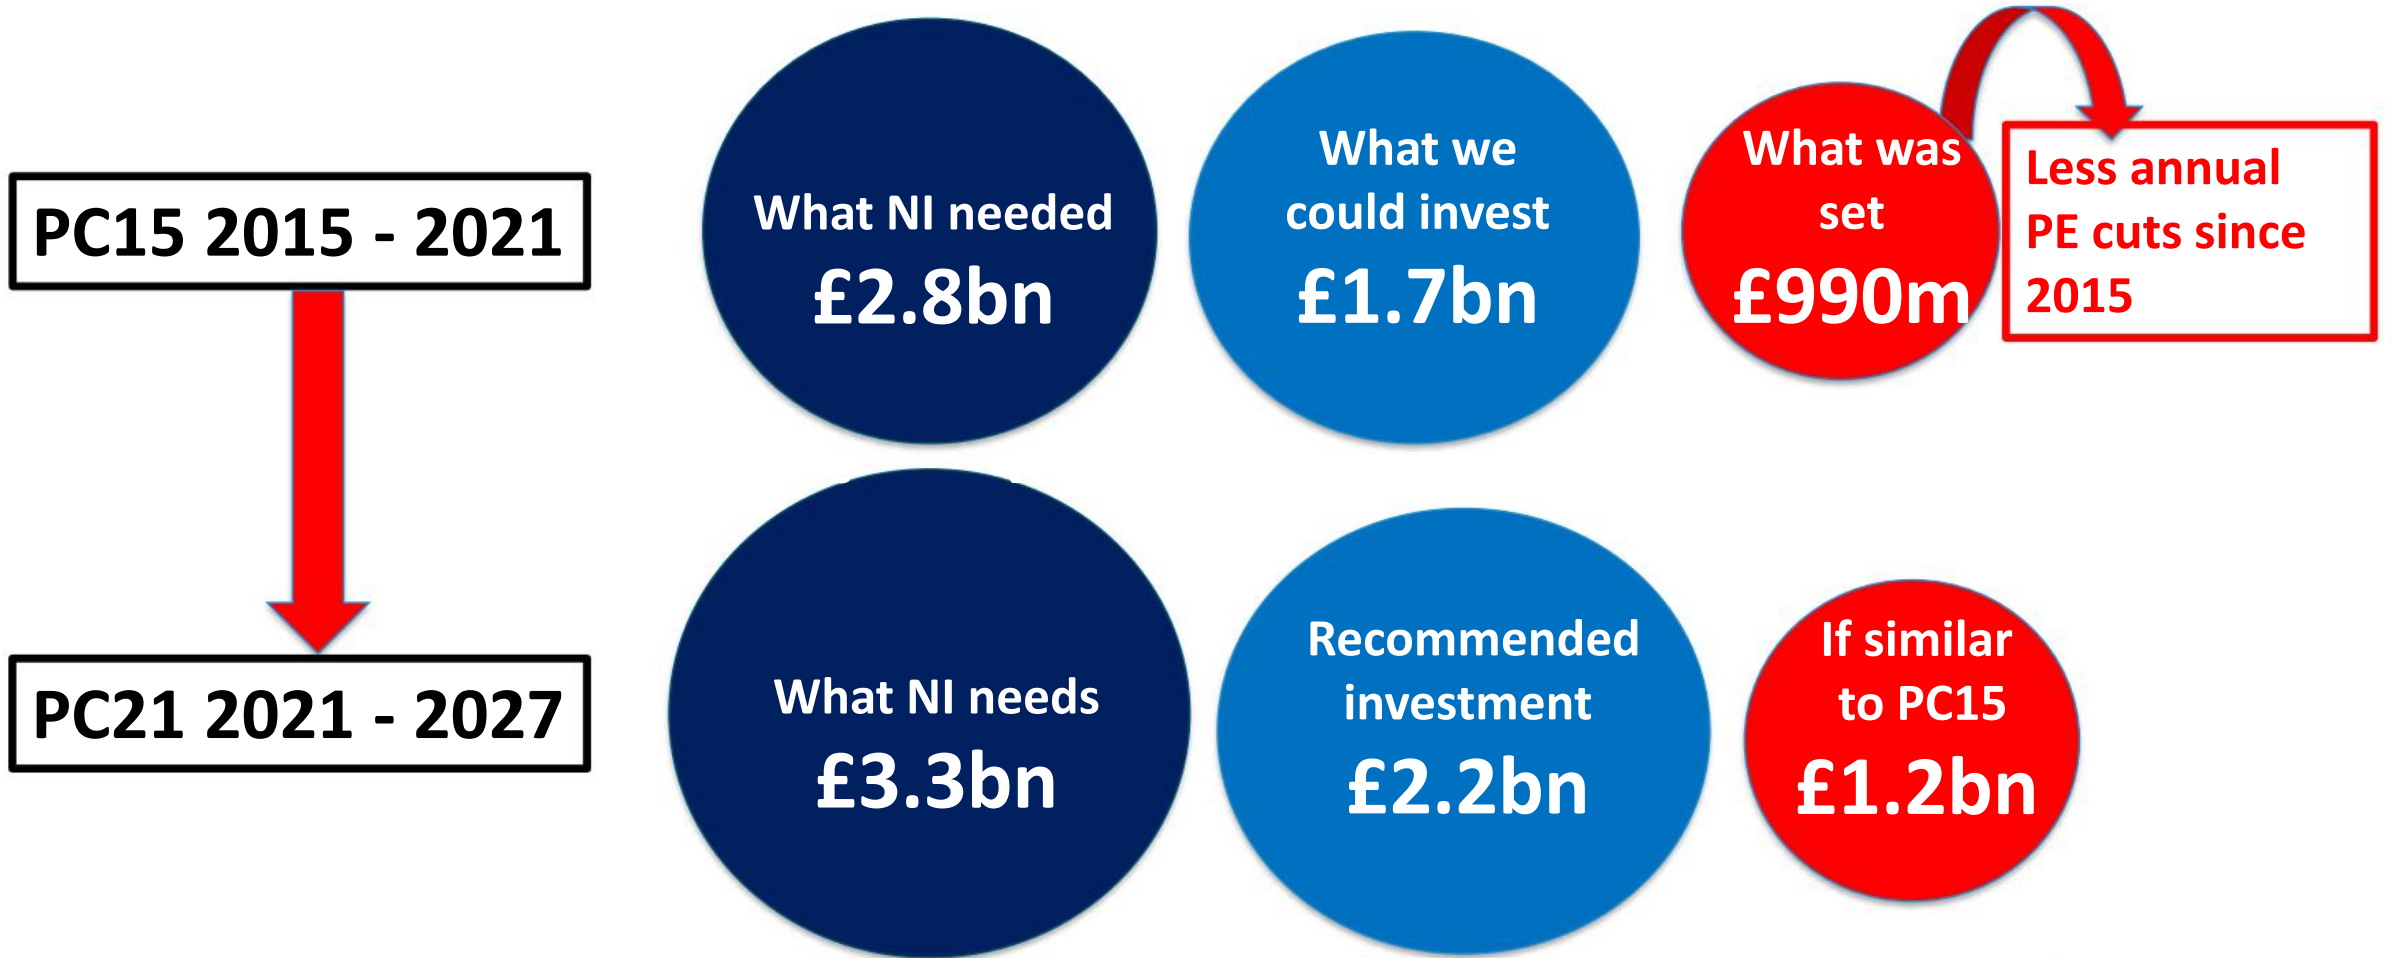 PC15 2015 - 2021
What NI needed
£2.8bn
What we
could invest
£1.7bn
What was
set
£990m
Less annual
PE cuts since
2015
PC21 2021 - 2027
What NI needs
£3.3bn
Recommended
investment
£2.2bn
If similar
to PC15
£1.2bn